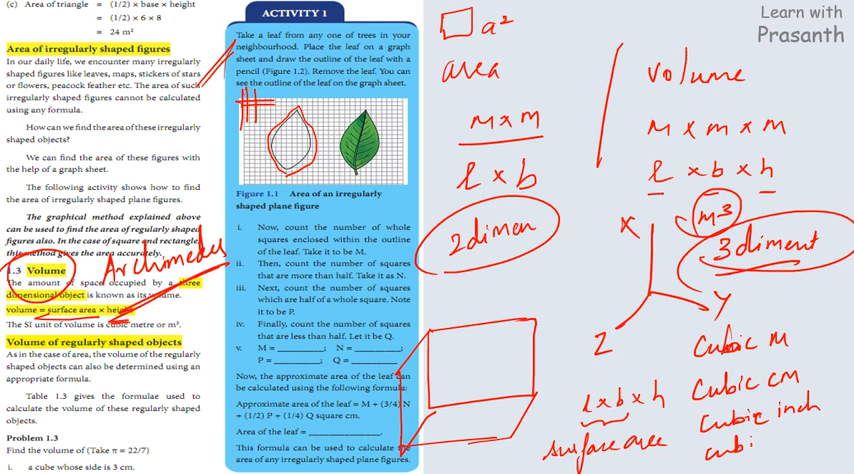 (c) Area of triangle = (1/2) × base × height
= (1/2) × 6 × 8
= 24 m²
Area of irregularly shaped figures
In our daily life, we encounter many irregularly
shaped figures like leaves, maps, stickers of stars
or flowers, peacock feather etc. The area of such
irregularly shaped figures cannot be calculated
using any formula.
How can we find the area of these irregularly
shaped objects?
We can find the area of these figures with
the help of a graph sheet.
The following activity shows how to find
the area of irregularly shaped plane figures.
The graphical method explained above
can be used to find the area of regularly shaped
figures also. In the case of square and rectangle,
this method gives the area accurately.
1.3 Volume
The amount of space occupied by a three
dimensional object is known as its volume.
volume = surface area × height
The SI unit of volume is cubic metre or m³.
Volume of regularly shaped objects
As in the case of area, the volume of the regularly
shaped objects can also be determined using an
appropriate formula.
Table 1.3 gives the formulae used to
calculate the volume of these regularly shaped
objects.
Problem 1.3
Find the volume of (Take π = 22/7)
i. a cube whose side is 3 cm.
Archimedes
ACTIVITY 1
Take a leaf from any one of trees in your
neighbourhood. Place the leaf on a graph
sheet and draw the outline of the leaf with a
pencil (Figure 1.2). Remove the leaf. You can
see the outline of the leaf on the graph sheet.
Figure 1.1 Area of an irregularly
shaped plane figure
i. Now, count the number of whole
squares enclosed within the outline
of the leaf. Take it to be M.
ii. Then, count the number of squares
that are more than half. Take it as N.
iii. Next, count the number of squares
which are half of a whole square. Note
it to be P.
iv. Finally, count the number of squares
that are less than half. Let it be Q.
v. M = ________; N = ________;
P = ________; Q = ________
Now, the approximate area of the leaf can
be calculated using the following formula:
Approximate area of the leaf = M + (3/4) N
+ (1/2) P + (1/4) Q square cm.
Area of the leaf = ____________.
This formula can be used to calculate the
area of any irregularly shaped plane figures.
Learn with
Prasanth
a²
area
m × m
l × b
2 dimen
volume
m × m × m
l × b × h
m³
3 diment
X
Y
Z
Cubic M
Cubic cm
Cubic inch
cubi
l × b × h
surface area